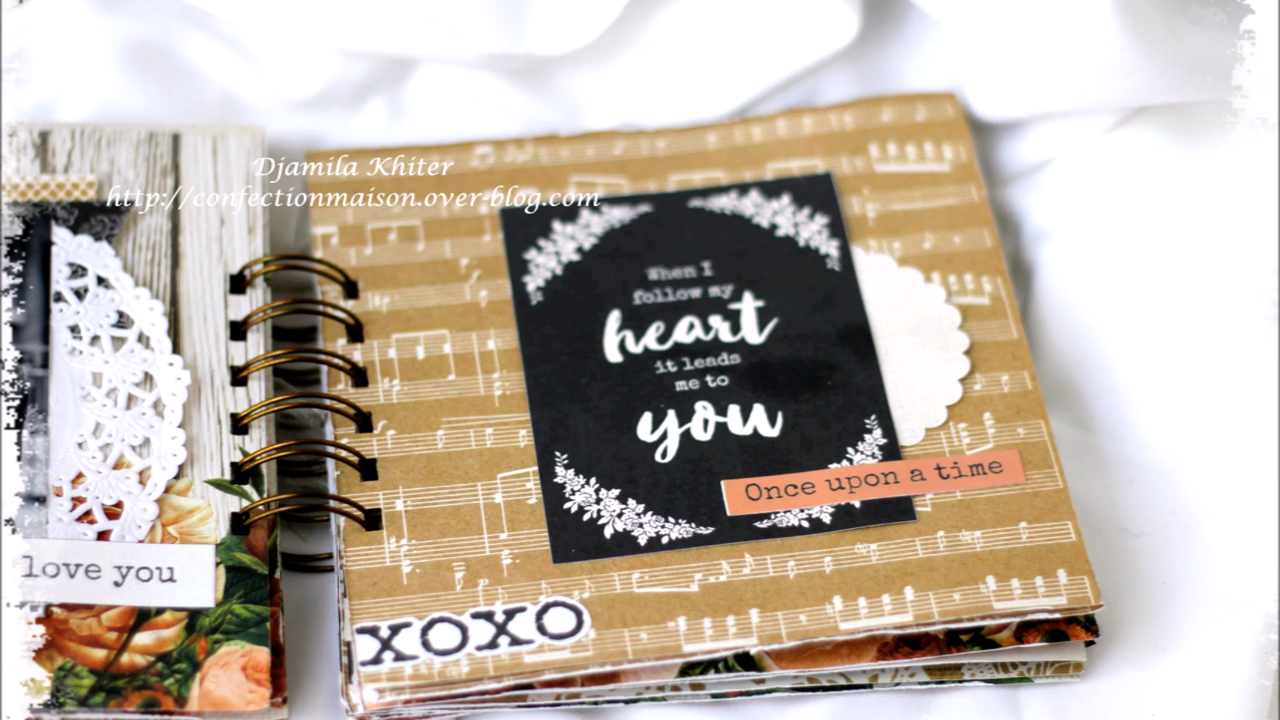 Djamila Khiter
http://confectionmaison.over-blog.com
When I
follow my
heart
it leads
me to
you
Once upon a time
love you
XOXO